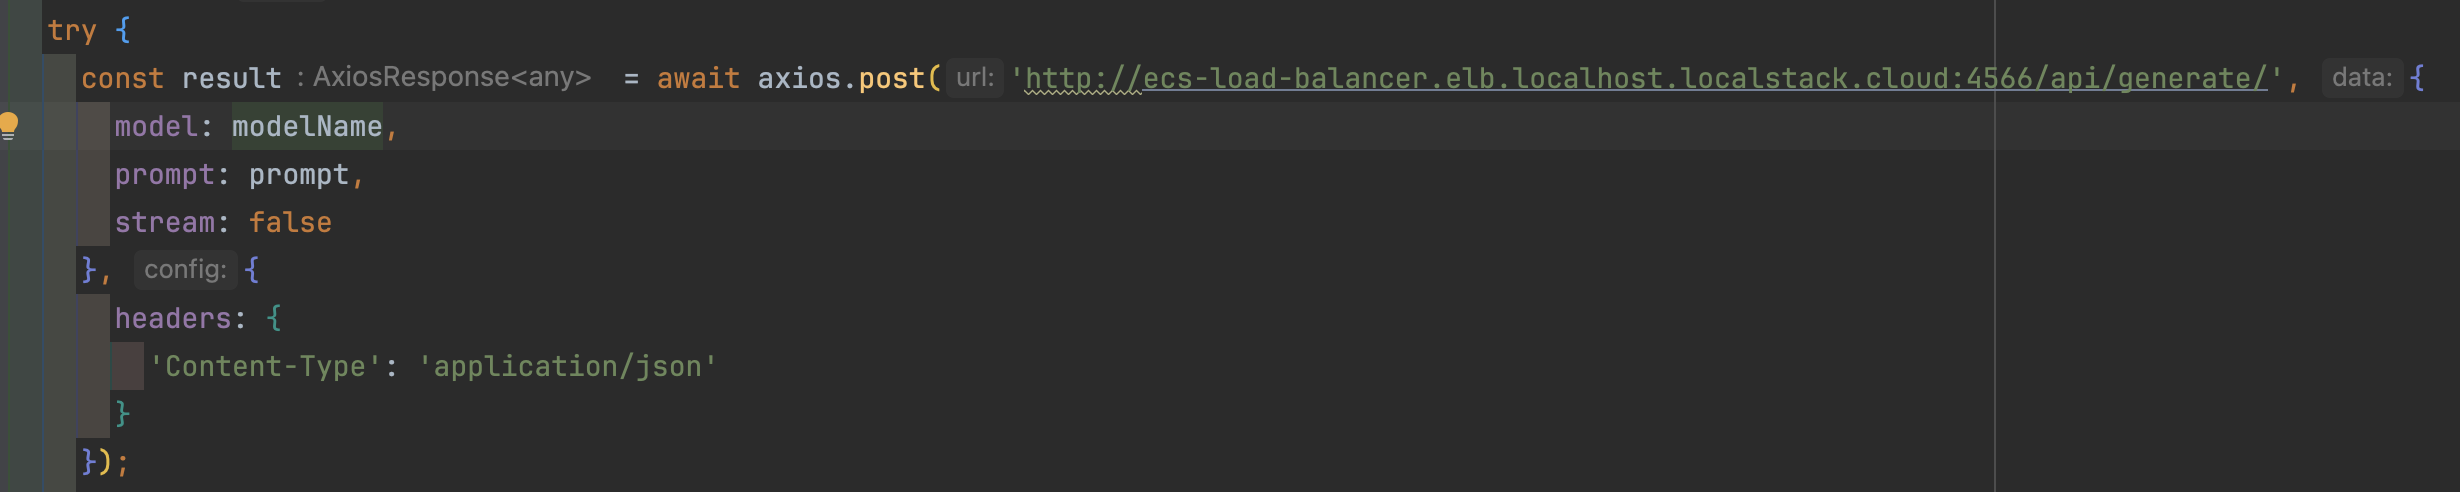 try {
const result : AxiosResponse<any> = await axios.post( url: 'http://ecs-load-balancer.elb.localhost.localstack.cloud:4566/api/generate/', data: {
model: modelName,
prompt: prompt,
stream: false
}, config: {
headers: {
'Content-Type': 'application/json'
}
});